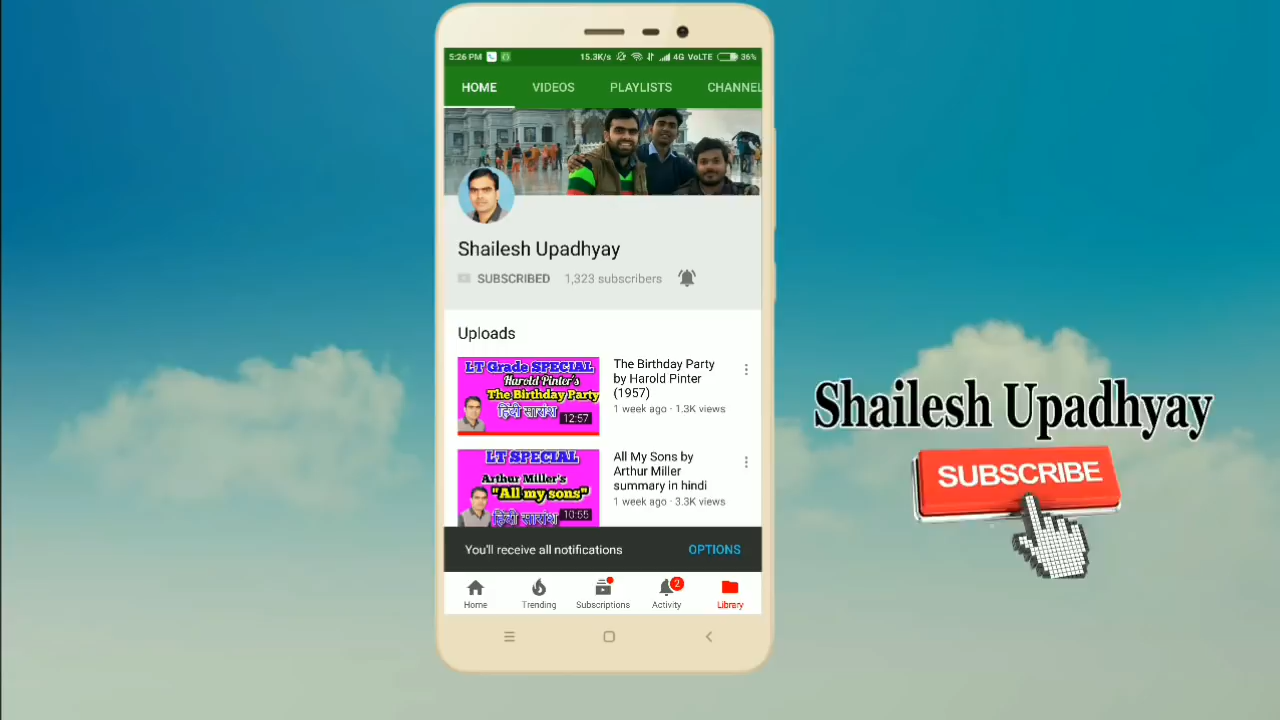 5:26 PM 15.3K/s 4G VoLTE 36%
HOME VIDEOS PLAYLISTS CHANNEL
Shailesh Upadhyay
SUBSCRIBED 1,323 subscribers
Uploads
LT Grade SPECIAL
Harold Pinter's
The Birthday Party
हिंदी सारांश
12:57
The Birthday Party
by Harold Pinter
(1957)
1 week ago · 1.3K views
LT SPECIAL
Arthur Miller's
"All my sons"
हिंदी सारांश
10:55
All My Sons by
Arthur Miller
summary in hindi
1 week ago · 3.3K views
You'll receive all notifications OPTIONS
2
Home Trending Subscriptions Activity Library
Shailesh Upadhyay
SUBSCRIBE